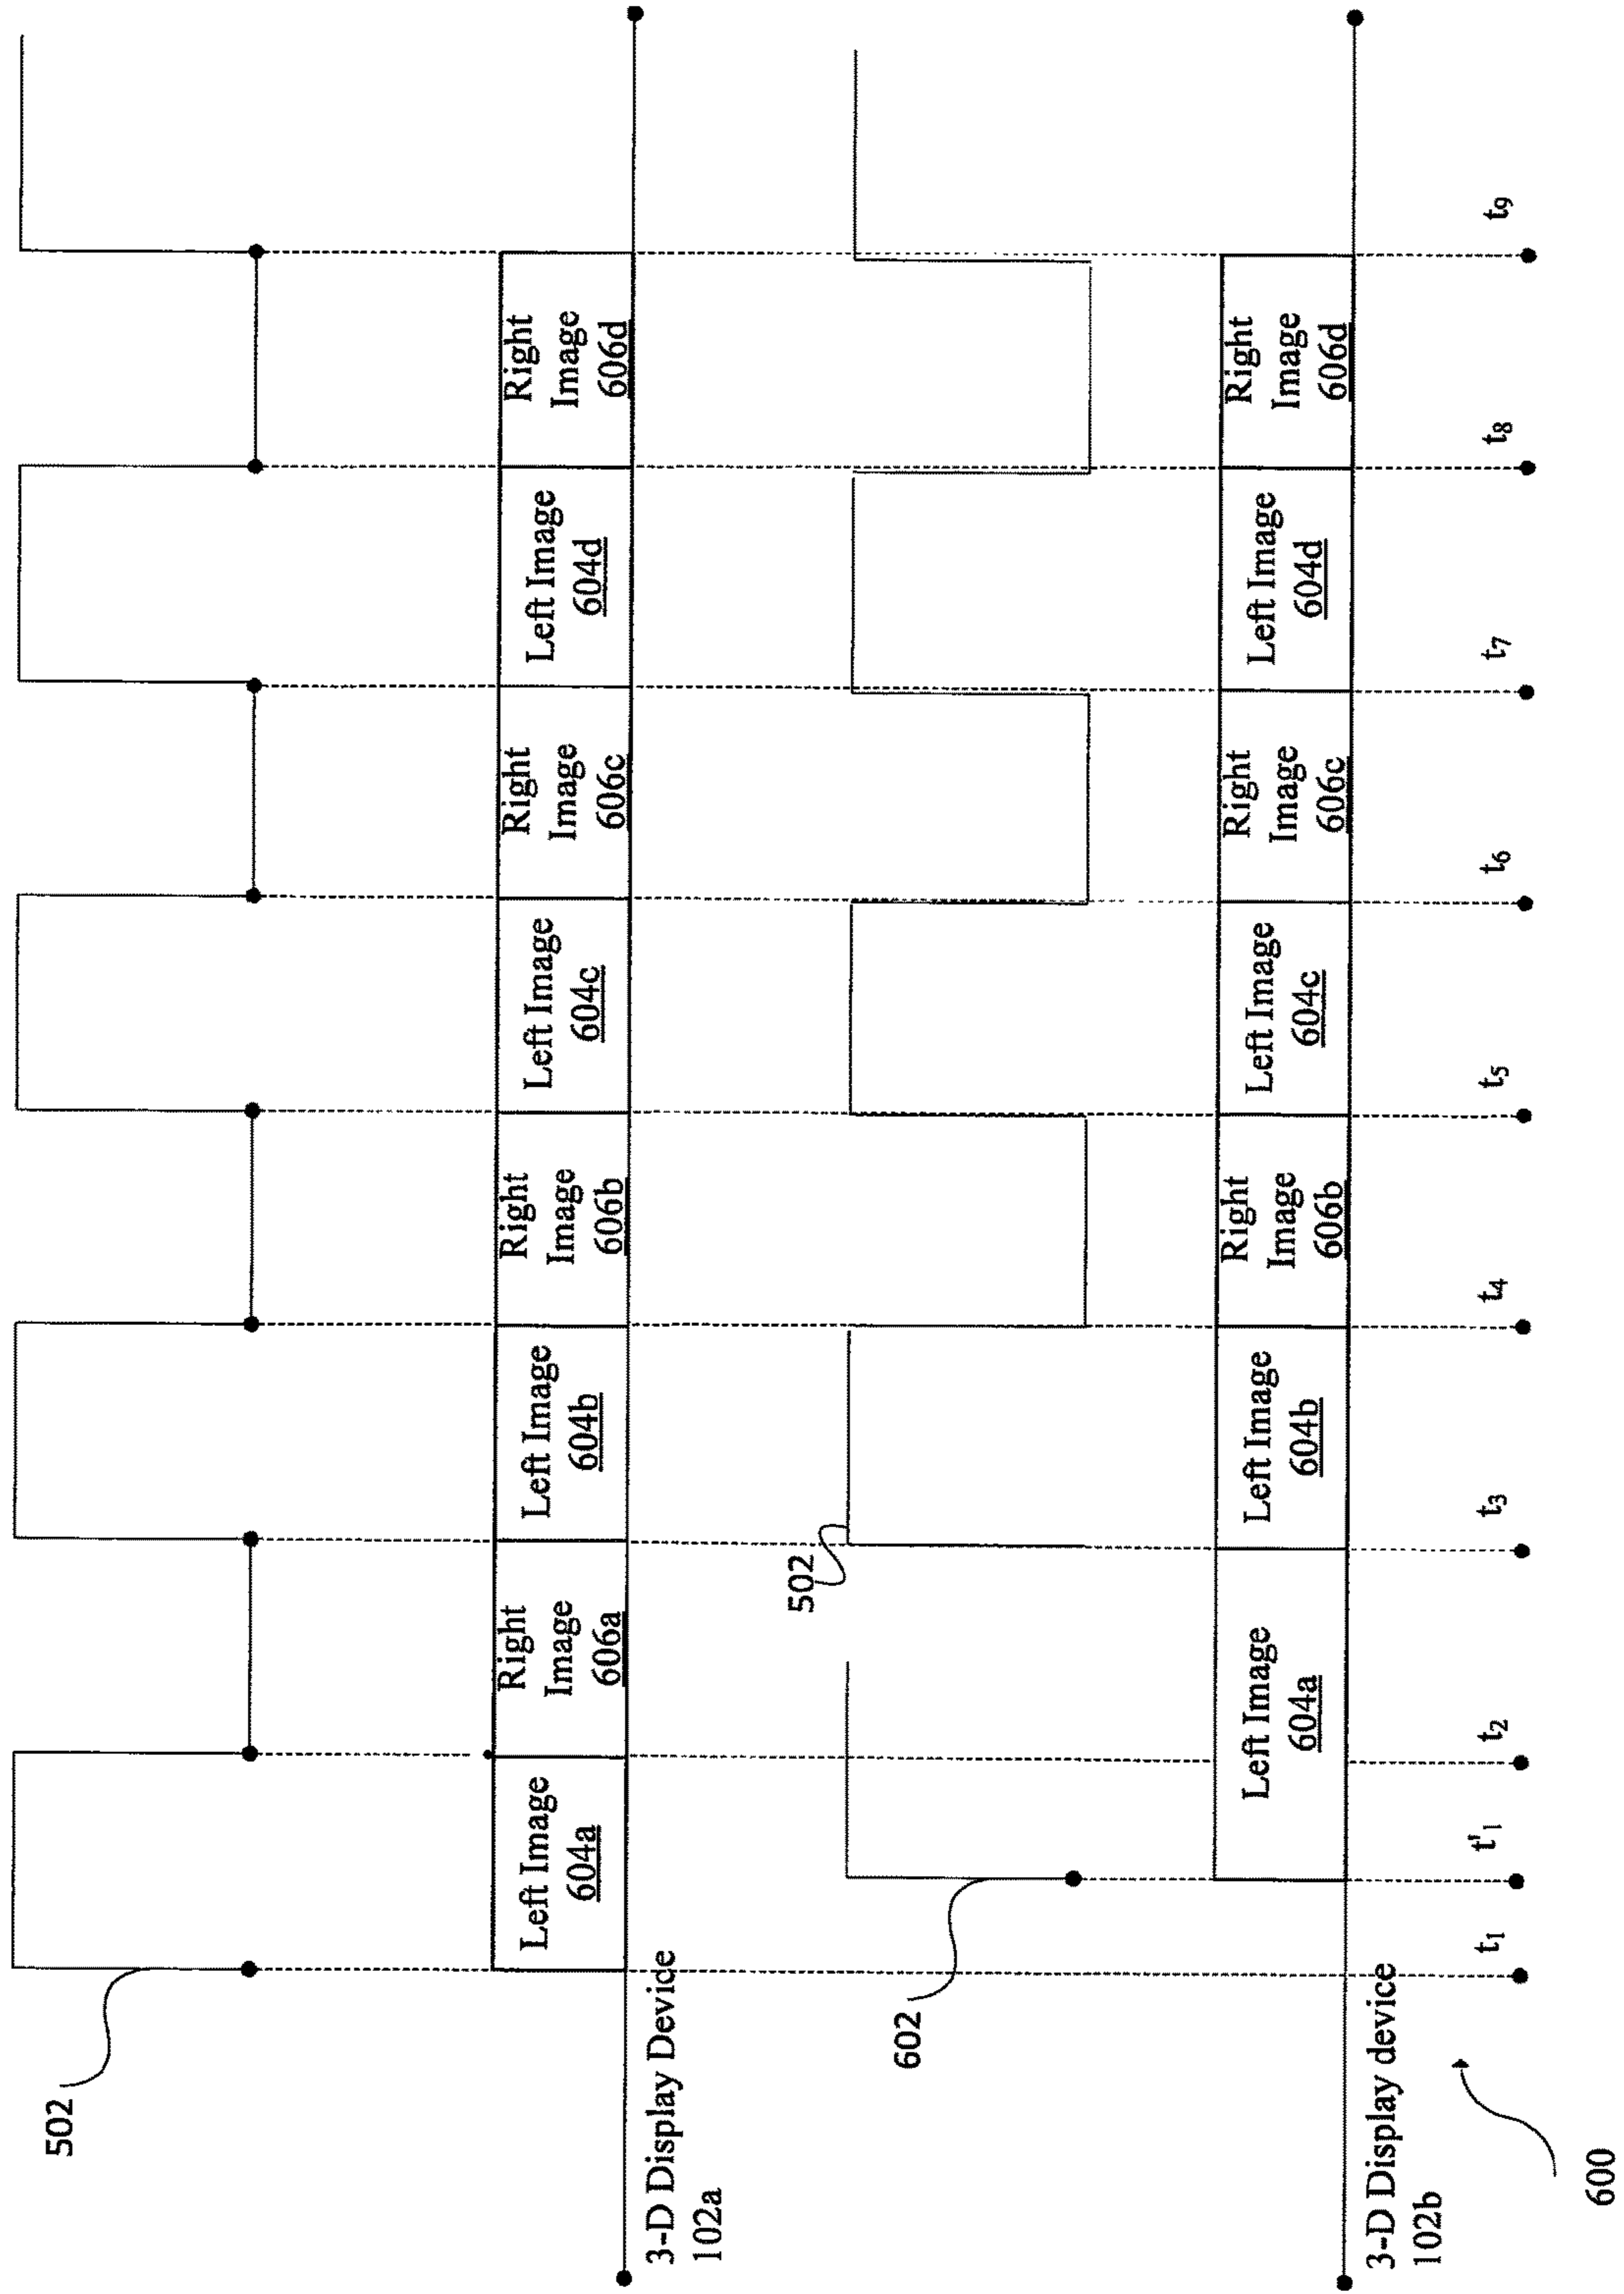 502
Left Image
604a
Right
Image
606a
Left Image
604b
Right
Image
606b
Left Image
604c
Right
Image
606c
Left Image
604d
Right
Image
606d
3-D Display Device
102a
602
502
Left Image
604a
Left Image
604b
Right
Image
606b
Left Image
604c
Right
Image
606c
Left Image
604d
Right
Image
606d
3-D Display device
102b
t1 t'1 t2 t3 t4 t5 t6 t7 t8 t9
600